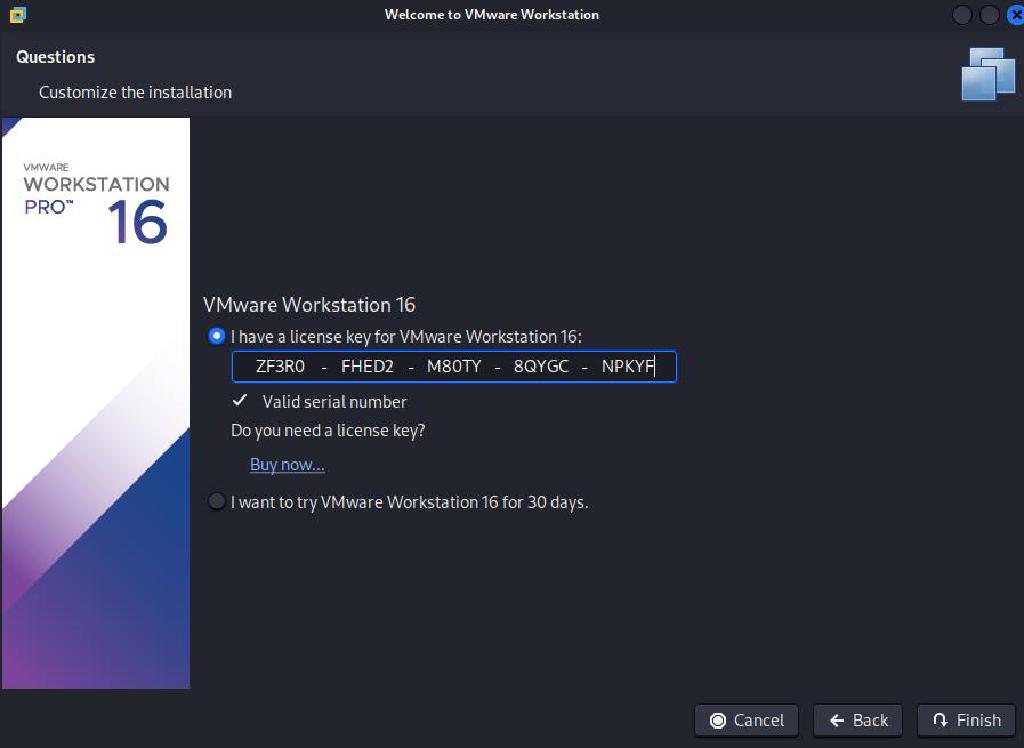 Welcome to VMware Workstation
Questions
Customize the installation
VMWARE
WORKSTATION
PRO™ 16
VMware Workstation 16
I have a license key for VMware Workstation 16:
ZF3R0 - FHED2 - M80TY - 8QYGC - NPKYF
Valid serial number
Do you need a license key?
Buy now...
I want to try VMware Workstation 16 for 30 days.
Cancel Back Finish